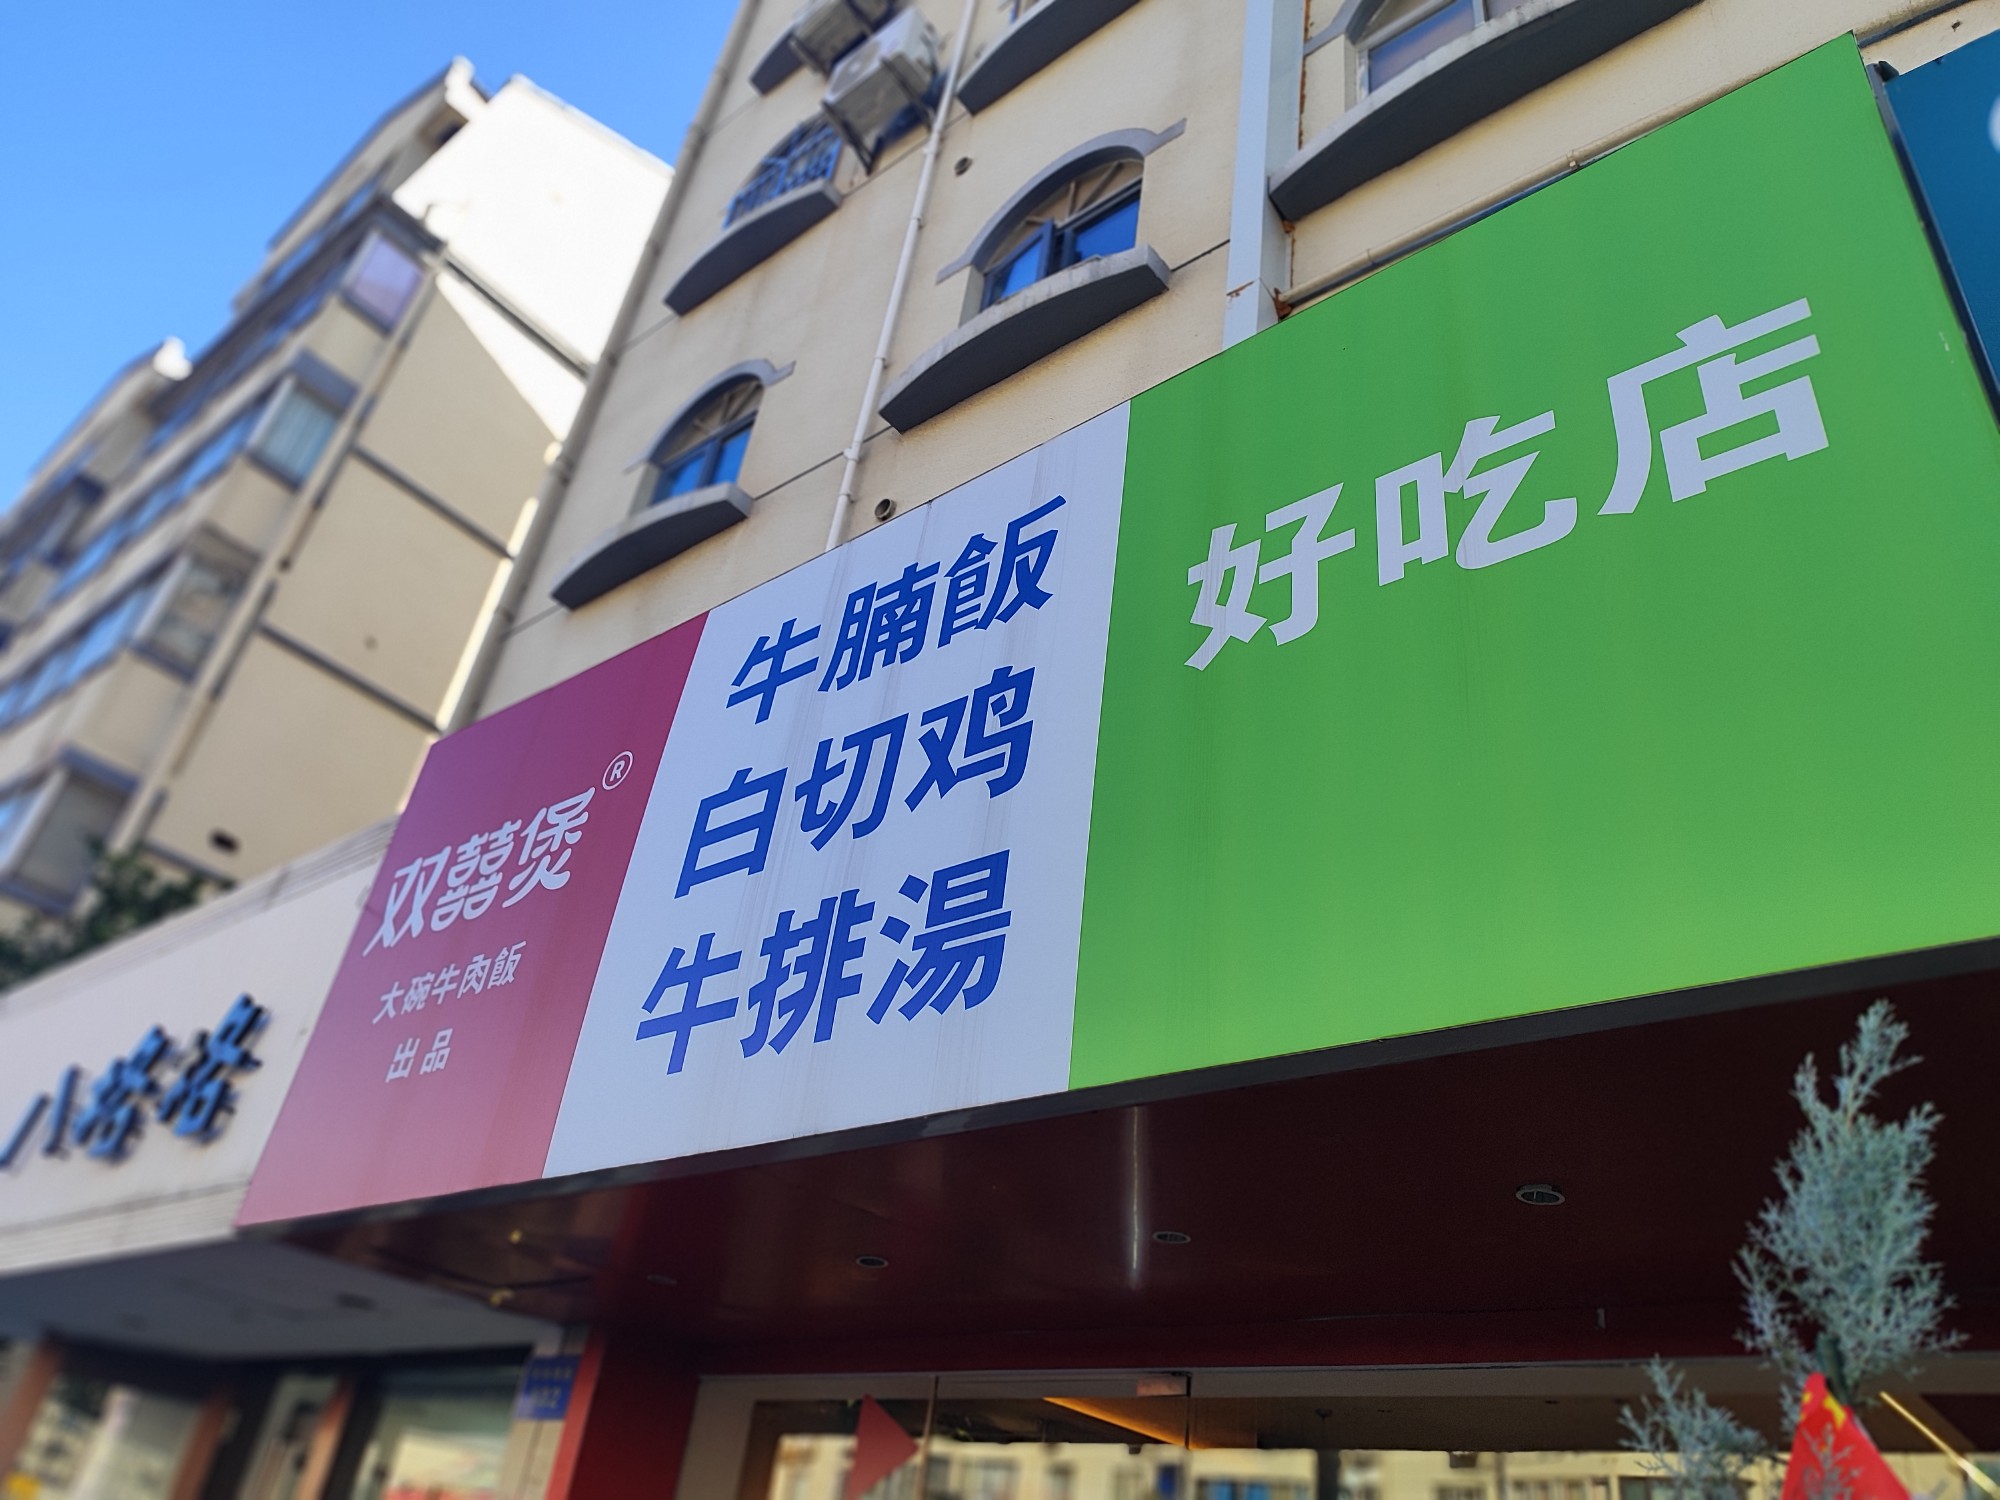 双囍煲®
大碗牛肉飯
出品
牛腩飯
白切鸡
牛排湯
好吃店